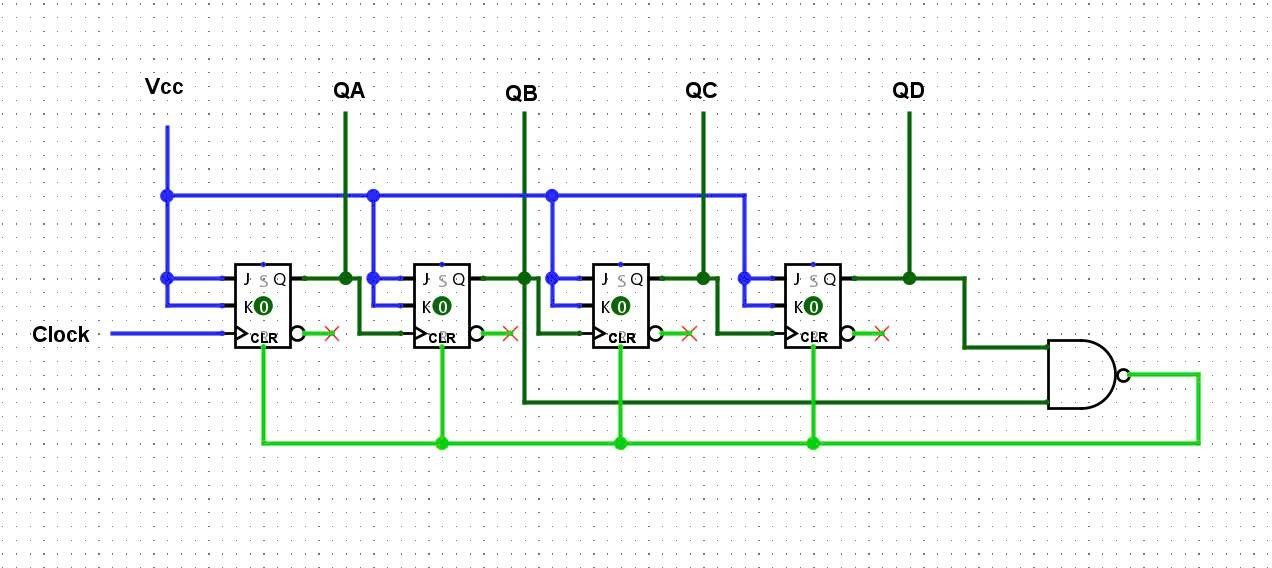 Vcc
QA
QB
QC
QD
J S Q
J S Q
J S Q
J S Q
K 0
K 0
K 0
K 0
Clock
CLR
CLR
CLR
CLR